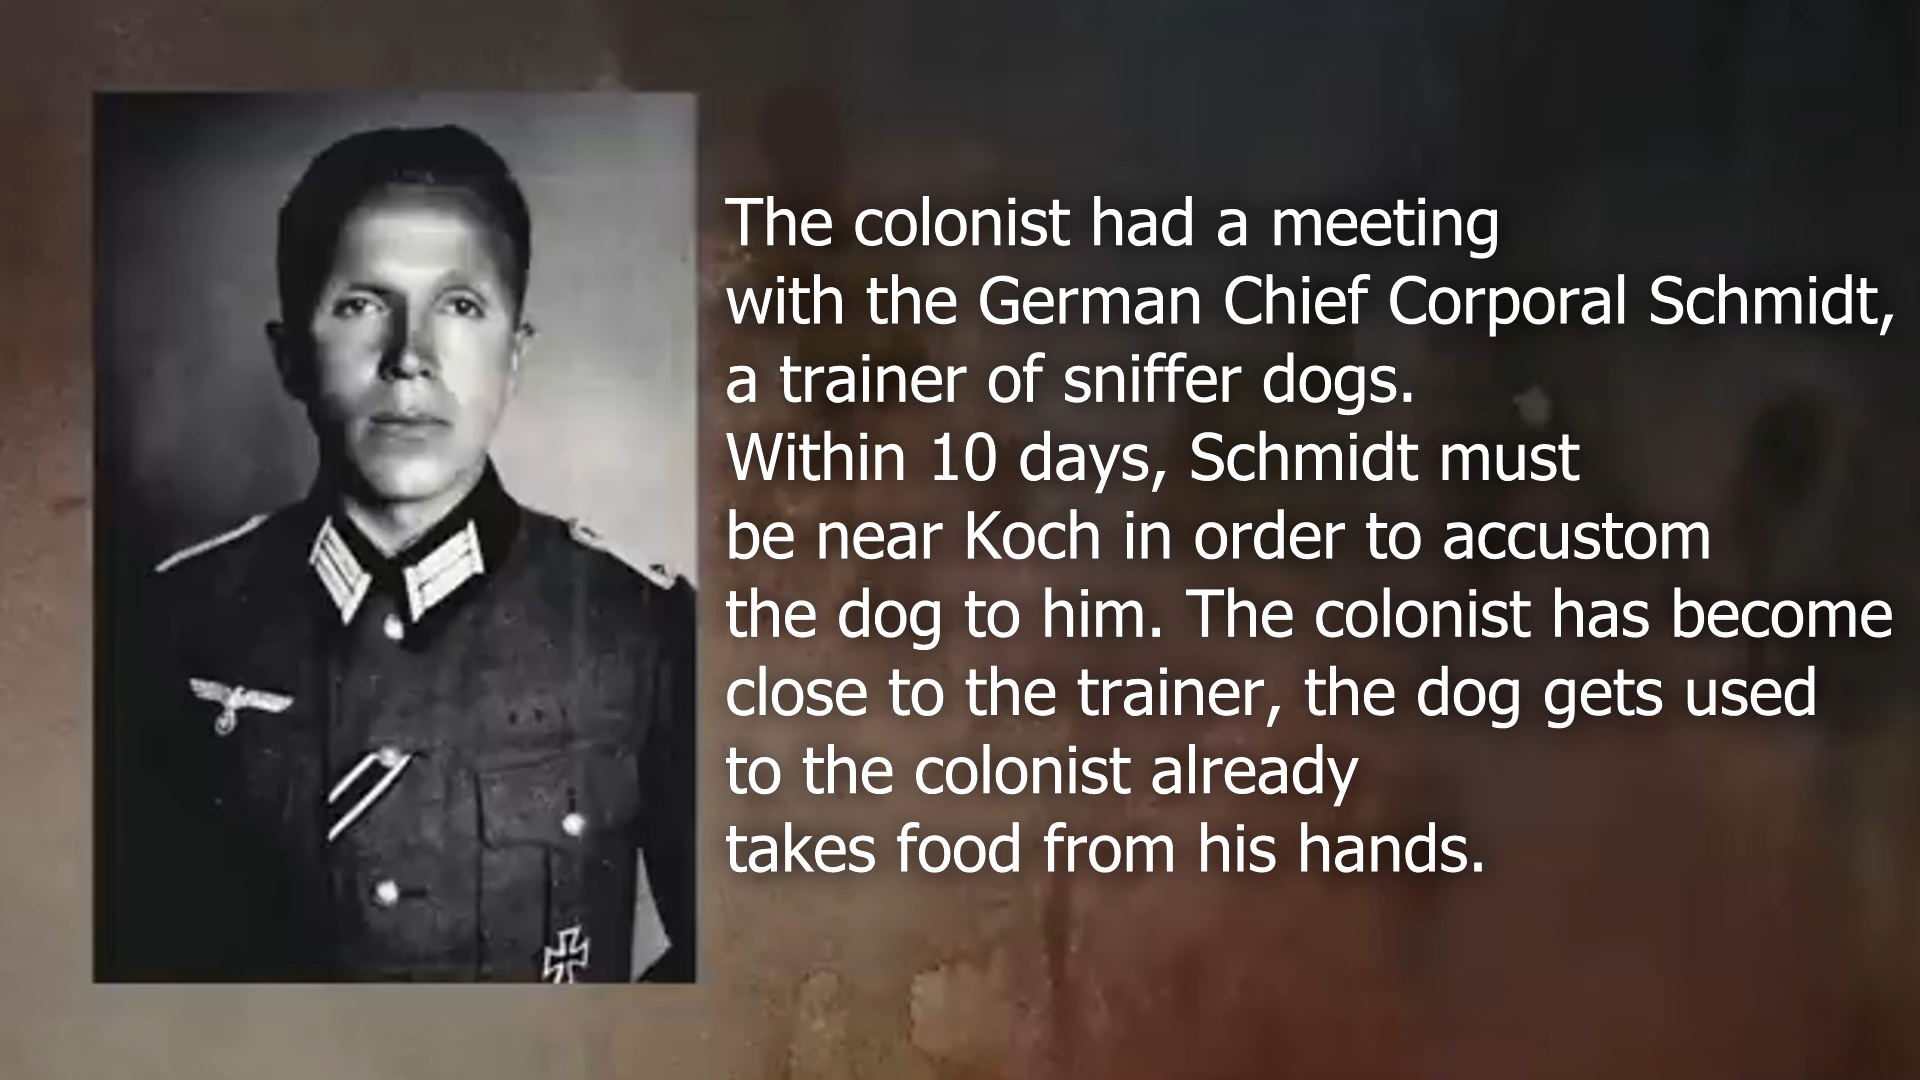 The colonist had a meeting
with the German Chief Corporal Schmidt,
a trainer of sniffer dogs.
Within 10 days, Schmidt must
be near Koch in order to accustom
the dog to him. The colonist has become
close to the trainer, the dog gets used
to the colonist already
takes food from his hands.